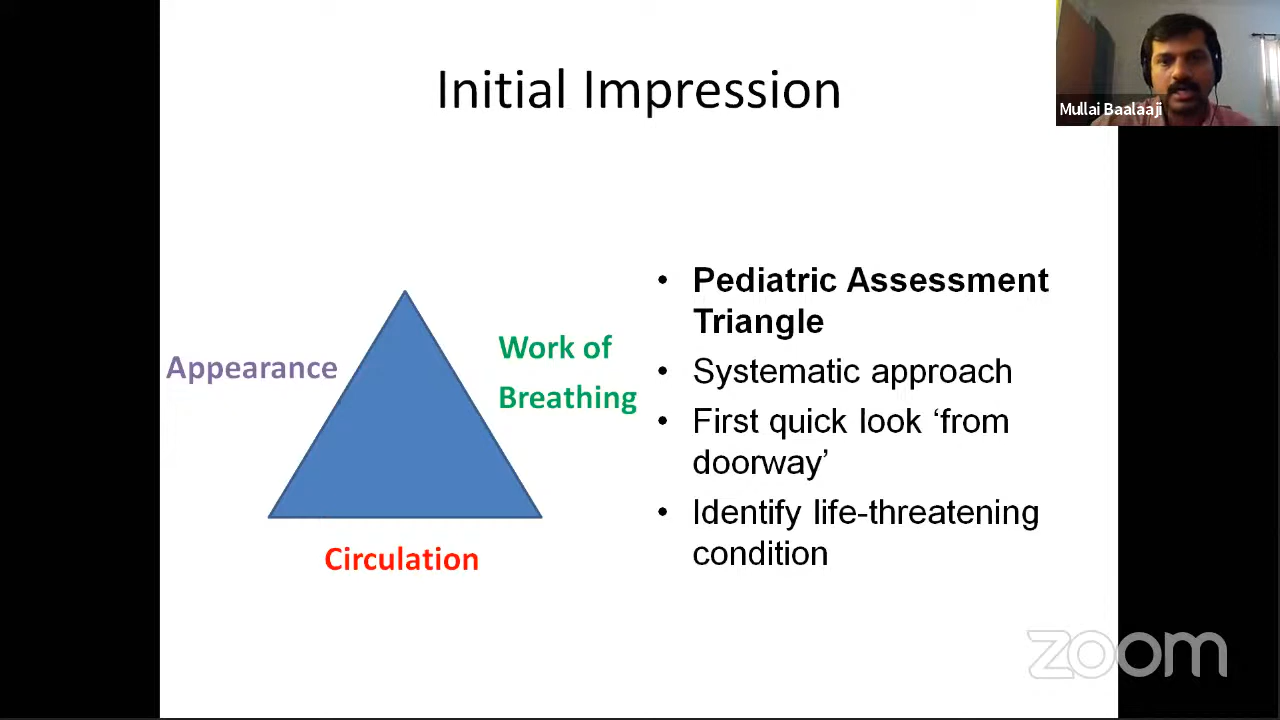 Initial Impression
Mullai Baalaaji
Appearance
Work of
Breathing
Circulation
• Pediatric Assessment
Triangle
• Systematic approach
• First quick look ‘from
doorway’
• Identify life-threatening
condition
zoom